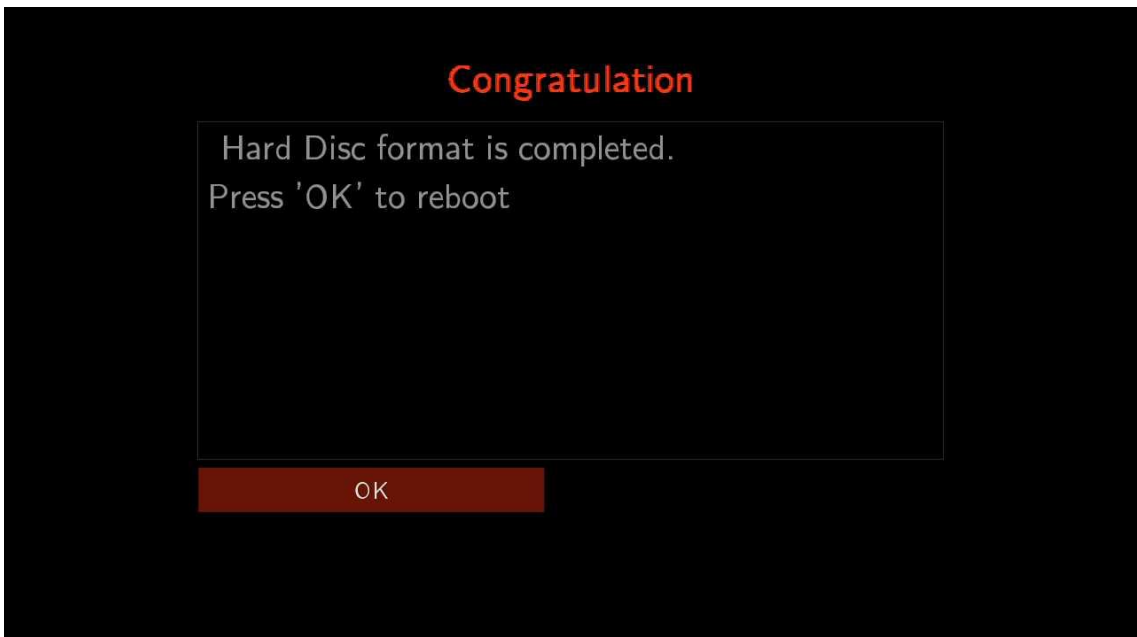 Congratulation
Hard Disc format is completed.
Press 'OK' to reboot
OK